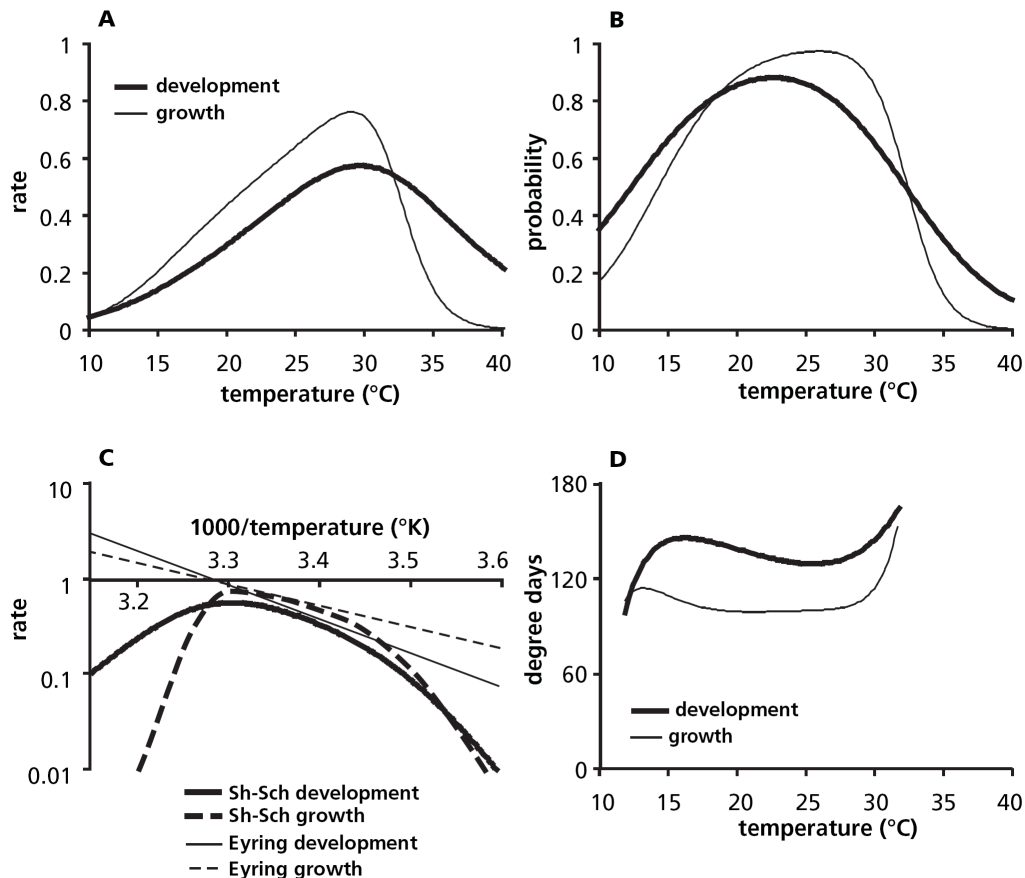 A
1
0.8
0.6
0.4
0.2
0
rate
development
growth
10 15 20 25 30 35 40
temperature (°C)
B
1
0.8
0.6
0.4
0.2
0
probability
10 15 20 25 30 35 40
temperature (°C)
C
10
1
0.1
0.01
rate
1000/temperature (°K)
3.3 3.4 3.5 3.6
3.2
Sh-Sch development
Sh-Sch growth
Eyring development
Eyring growth
D
180
120
60
0
degree days
development
growth
10 15 20 25 30 35 40
temperature (°C)